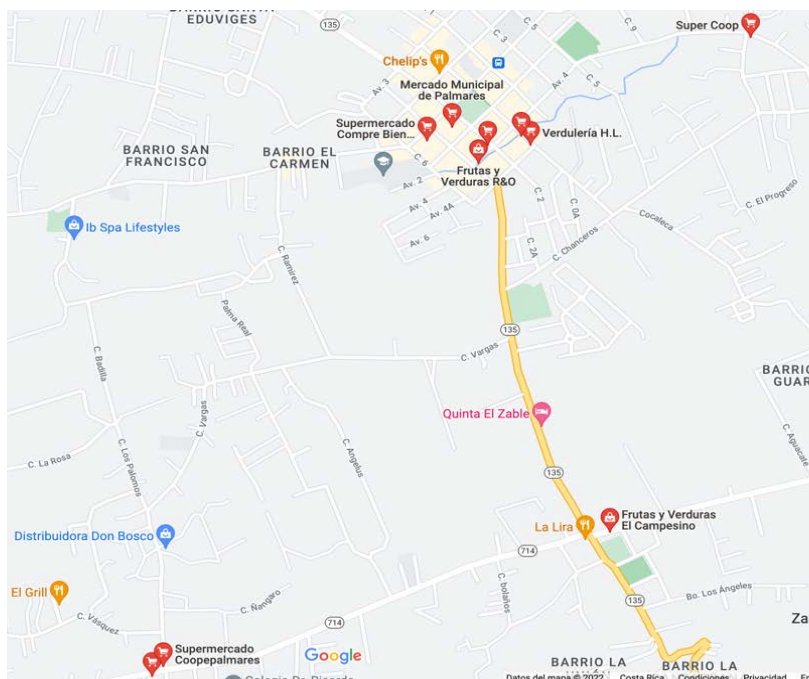 EDUVIGES
135
C. 3
C. 5
C. 9
Super Coop
Chelip's
Av. 3
Av. 4
C. 5
Mercado Municipal
de Palmares
Supermercado
Compre Bien...
Verdulería H.L.
BARRIO SAN
FRANCISCO
BARRIO EL
CARMEN
C. 6
Av. 2
Frutas y
Verduras R&O
Av. 4
Av. 4A
Av. 6
C. 2
C. 0A
C. 2A
C. El Progreso
Cocaleca
C. Chanceros
Ib Spa Lifestyles
C. Ramirez
Palma Real
135
C. Vargas
C. Badilla
BARRIO
GUAR
Quinta El Zable
C. Vargas
C. La Rosa
C. Los Palomos
C. Angelus
C. Aguacate
135
Frutas y Verduras
El Campesino
La Lira
Distribuidora Don Bosco
714
C. bolaños
El Grill
C. Ñangaro
135
Bo. Los Angeles
C. Vásquez
714
Za
Supermercado
Coopepalmares
Google
BARRIO LA
BARRIO LA
Datos del mapa © 2022
Costa Rica
Condiciones
Privacidad